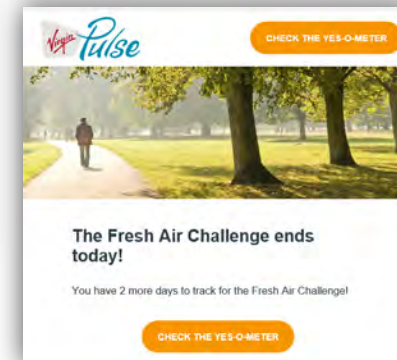 Virgin Pulse
CHECK THE YES-O-METER
The Fresh Air Challenge ends
today!
You have 2 more days to track for the Fresh Air Challenge!
CHECK THE YES-O-METER